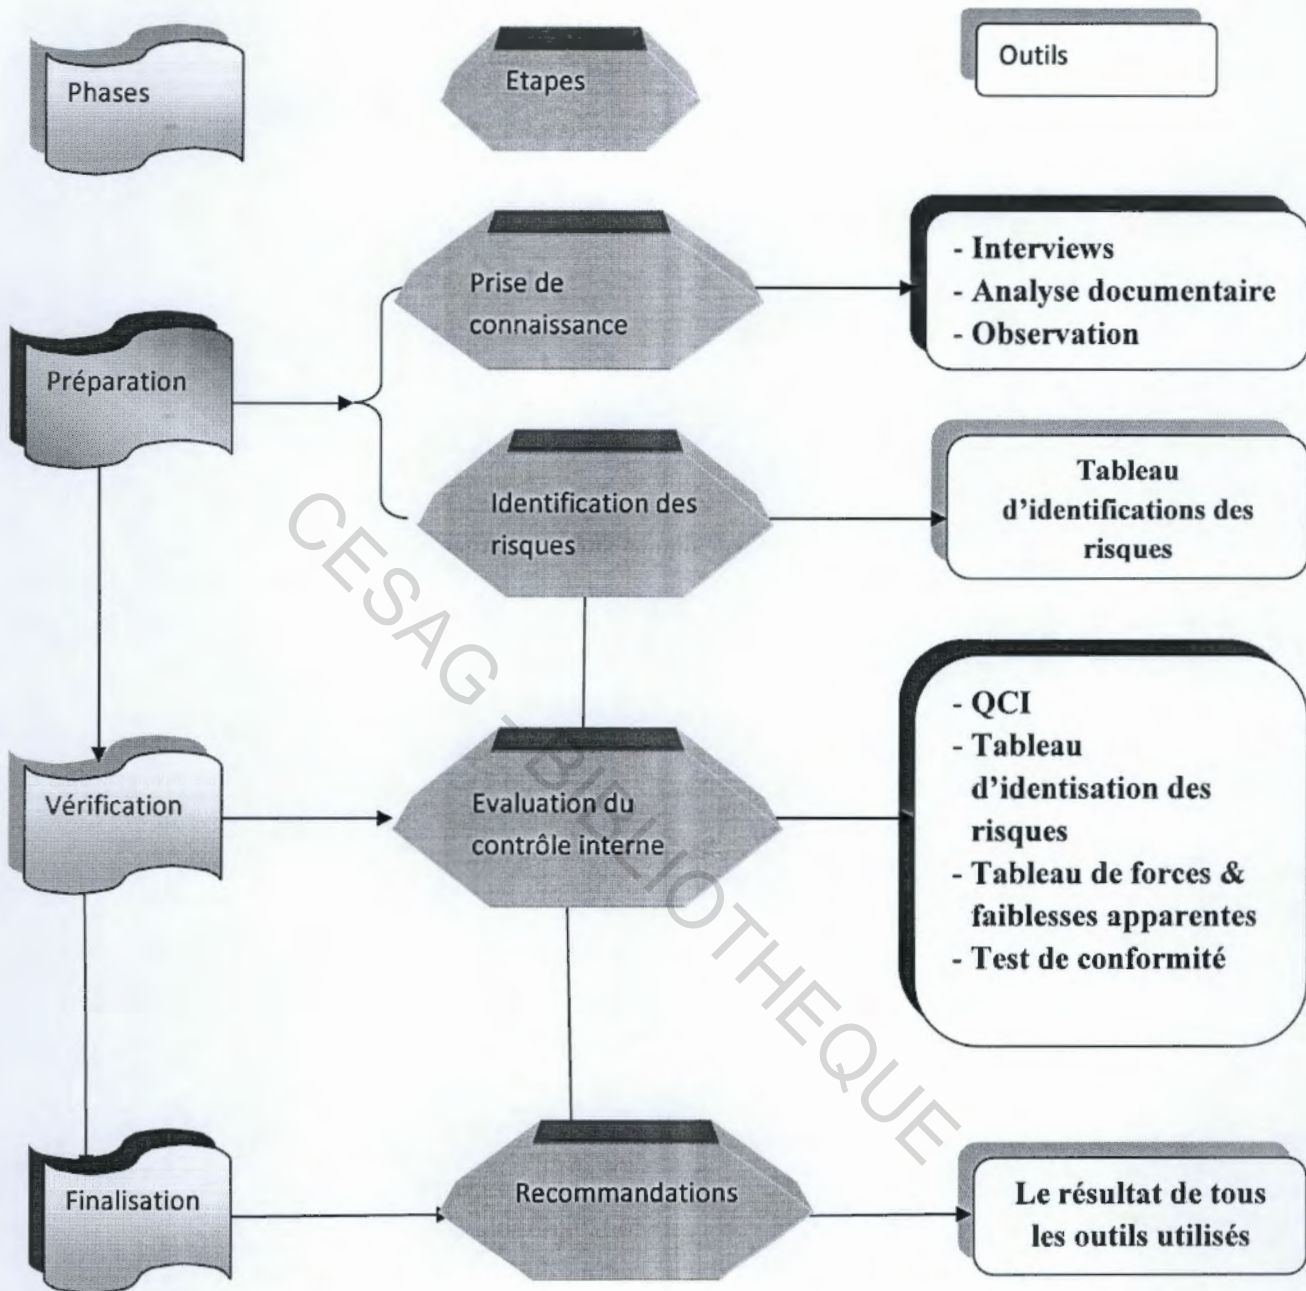 Phases
Etapes
Outils
Prise de
connaissance
- Interviews
- Analyse documentaire
- Observation
Préparation
Identification des
risques
Tableau
d'identifications des
risques
CESAG - BIBLIOTHEQUE
Vérification
Evaluation du
contrôle interne
- QCI
- Tableau
d'identisation des
risques
- Tableau de forces &
faiblesses apparentes
- Test de conformité
Finalisation
Recommandations
Le résultat de tous
les outils utilisés